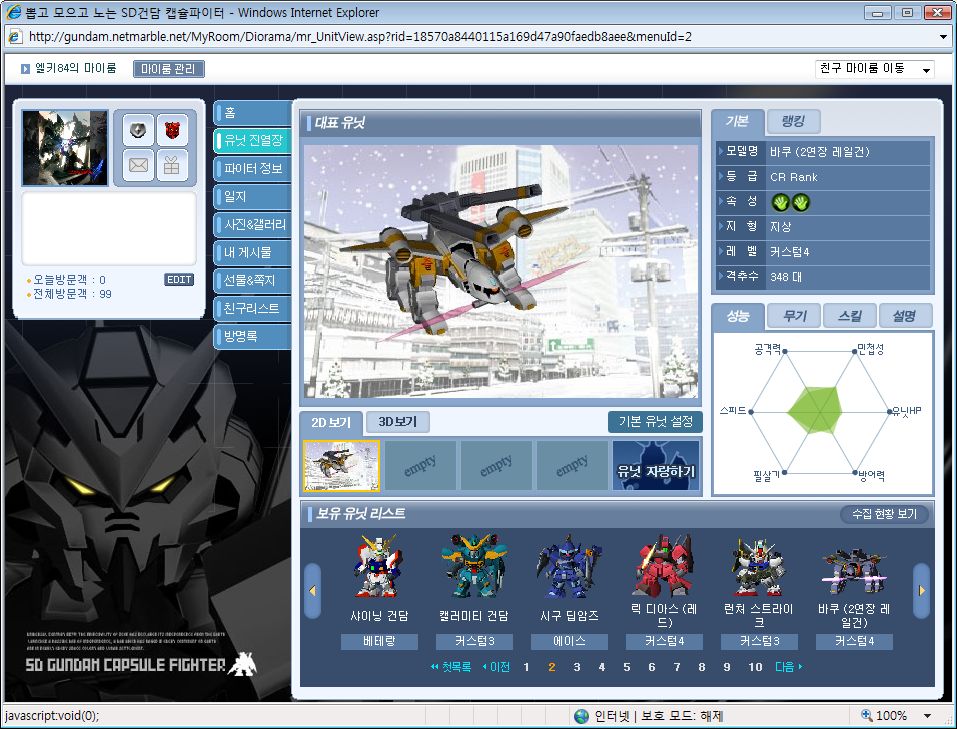 뽑고 모으고 노는 SD건담 캡슐파이터 - Windows Internet Explorer
http://gundam.netmarble.net/MyRoom/Diorama/mr_UnitView.asp?rid=18570a8440115a169d47a90faedb8aee&menuId=2
엘키84의 마이룸
마이룸 관리
친구 마이룸 이동
홈
유닛 진열장
파이터 정보
일지
사진&갤러리
내 게시물
선물&쪽지
친구리스트
방명록
오늘방문객 : 0
EDIT
전체방문객 : 99
대표 유닛
2D 보기
3D보기
기본 유닛 설정
empty
empty
empty
유닛 자랑하기
기본
랭킹
모델명 바쿠 (2연장 레일건)
등 급 CR Rank
속 성
지 형 지상
레 벨 커스텀4
격추수 348 대
성능
무기
스킬
설명
공격력
민첩성
스피드
유닛HP
필살기
방어력
보유 유닛 리스트
수집 현황 보기
샤이닝 건담
캘러미티 건담
시구 딥암즈
릭 디아스 (레드)
런처 스트라이크
바쿠 (2연장 레일건)
베테랑
커스텀3
에이스
커스텀4
커스텀3
커스텀4
첫목록 이전 1 2 3 4 5 6 7 8 9 10 다음
SD GUNDAM CAPSULE FIGHTER
javascript:void(0);
인터넷 | 보호 모드: 해제
100%